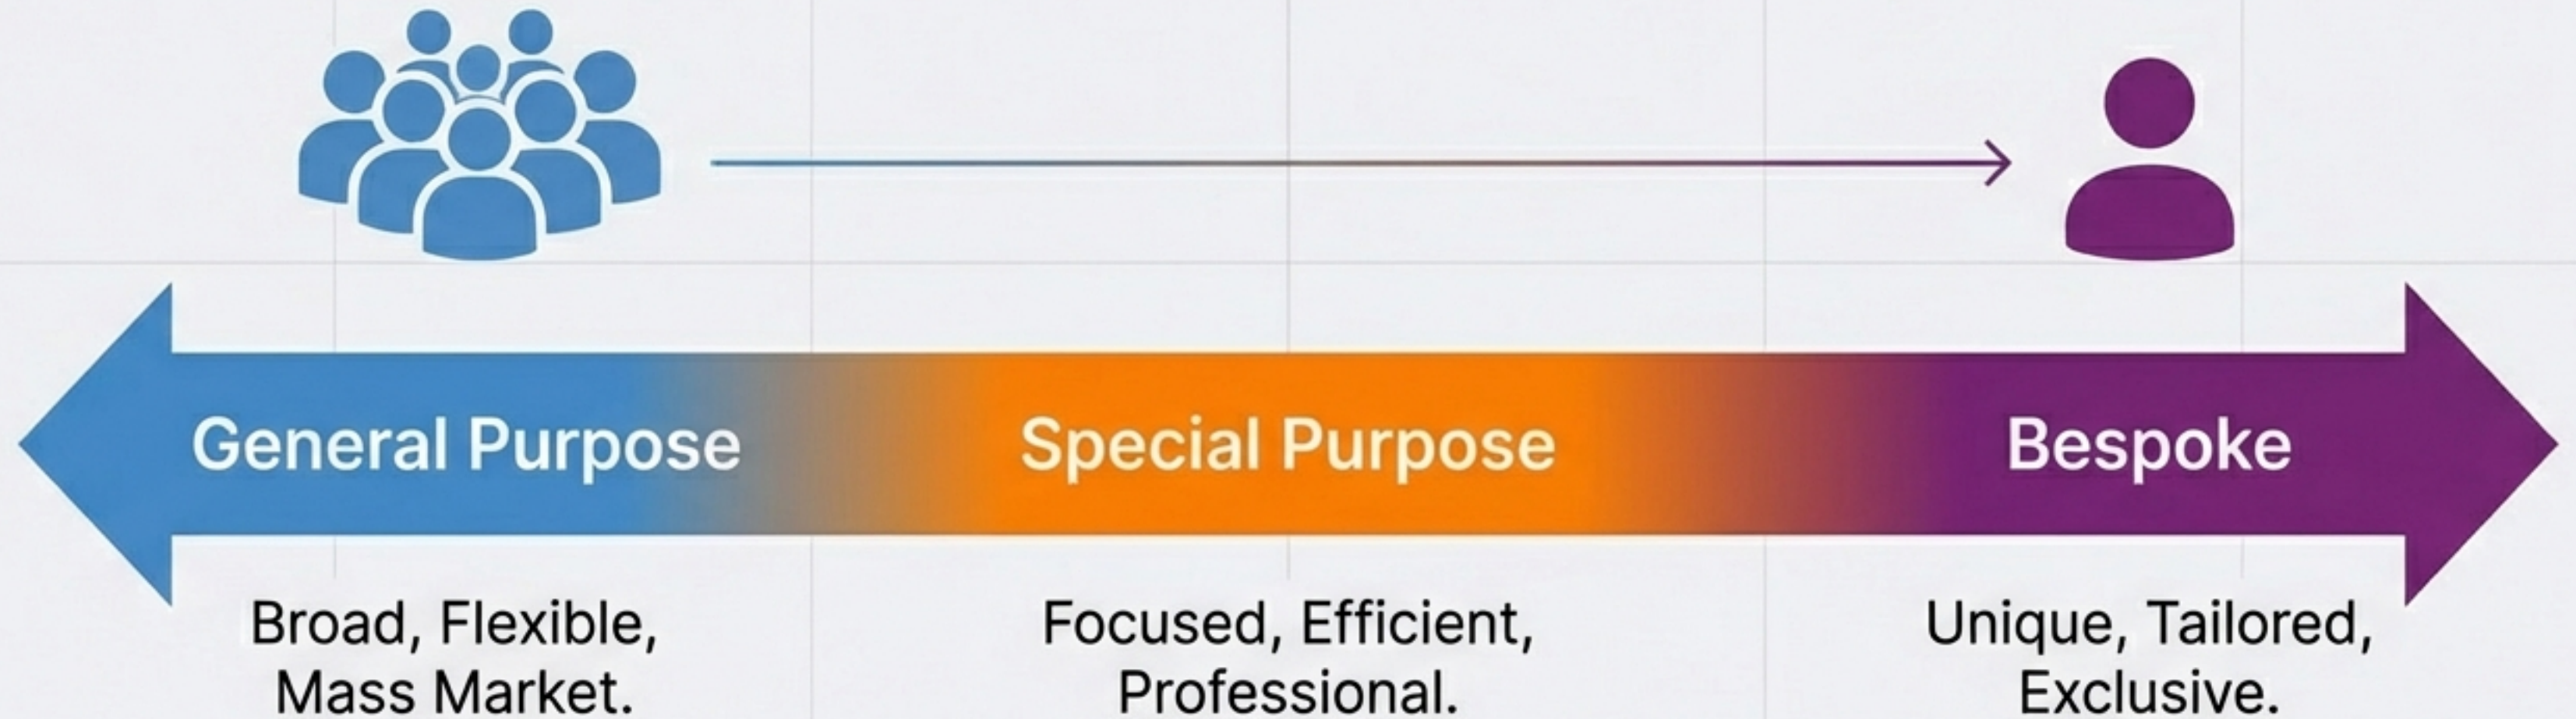 General Purpose
Special Purpose
Bespoke
Broad, Flexible,
Mass Market.
Focused, Efficient,
Professional.
Unique, Tailored,
Exclusive.